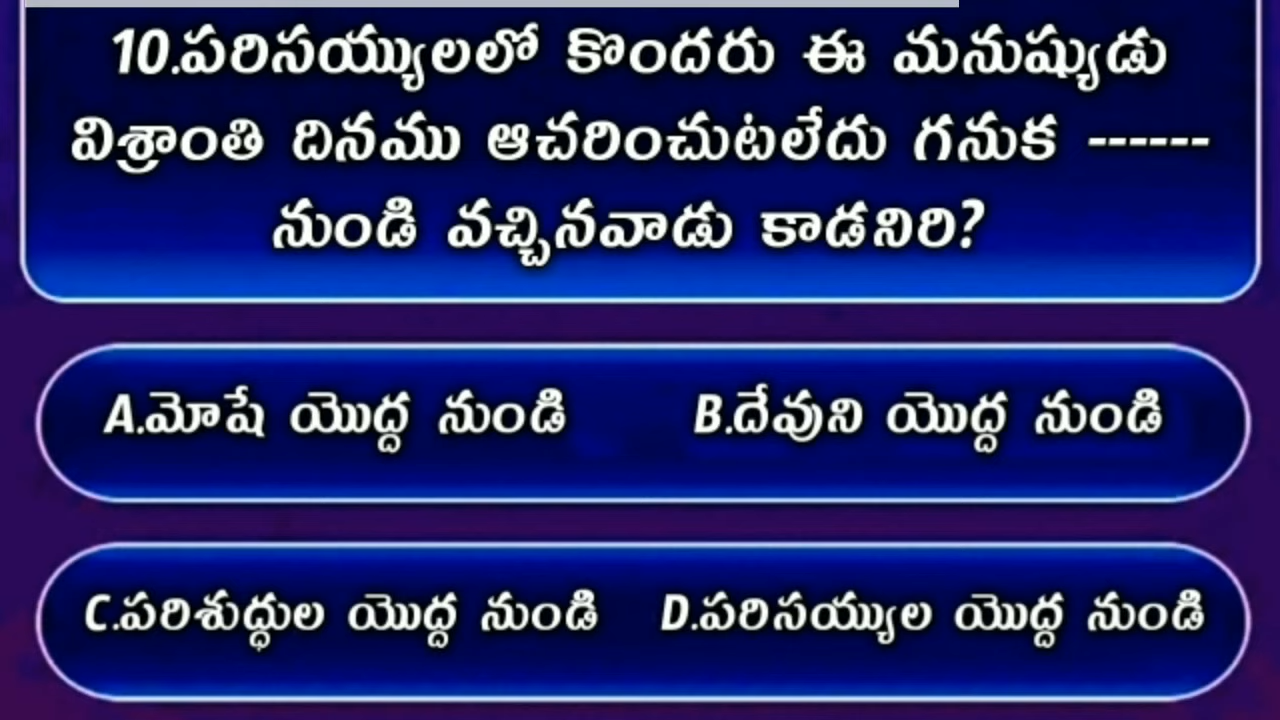 10.పరిసయ్యులలో కొందరు ఈ మనుష్యుడు
విశ్రాంతి దినము ఆచరించుటలేదు గనుక ------
నుండి వచ్చినవాడు కాడనిరి?
A.మోషే యొద్ద నుండి B.దేవుని యొద్ద నుండి
C.పరిశుద్ధుల యొద్ద నుండి D.పరిసయ్యుల యొద్ద నుండి